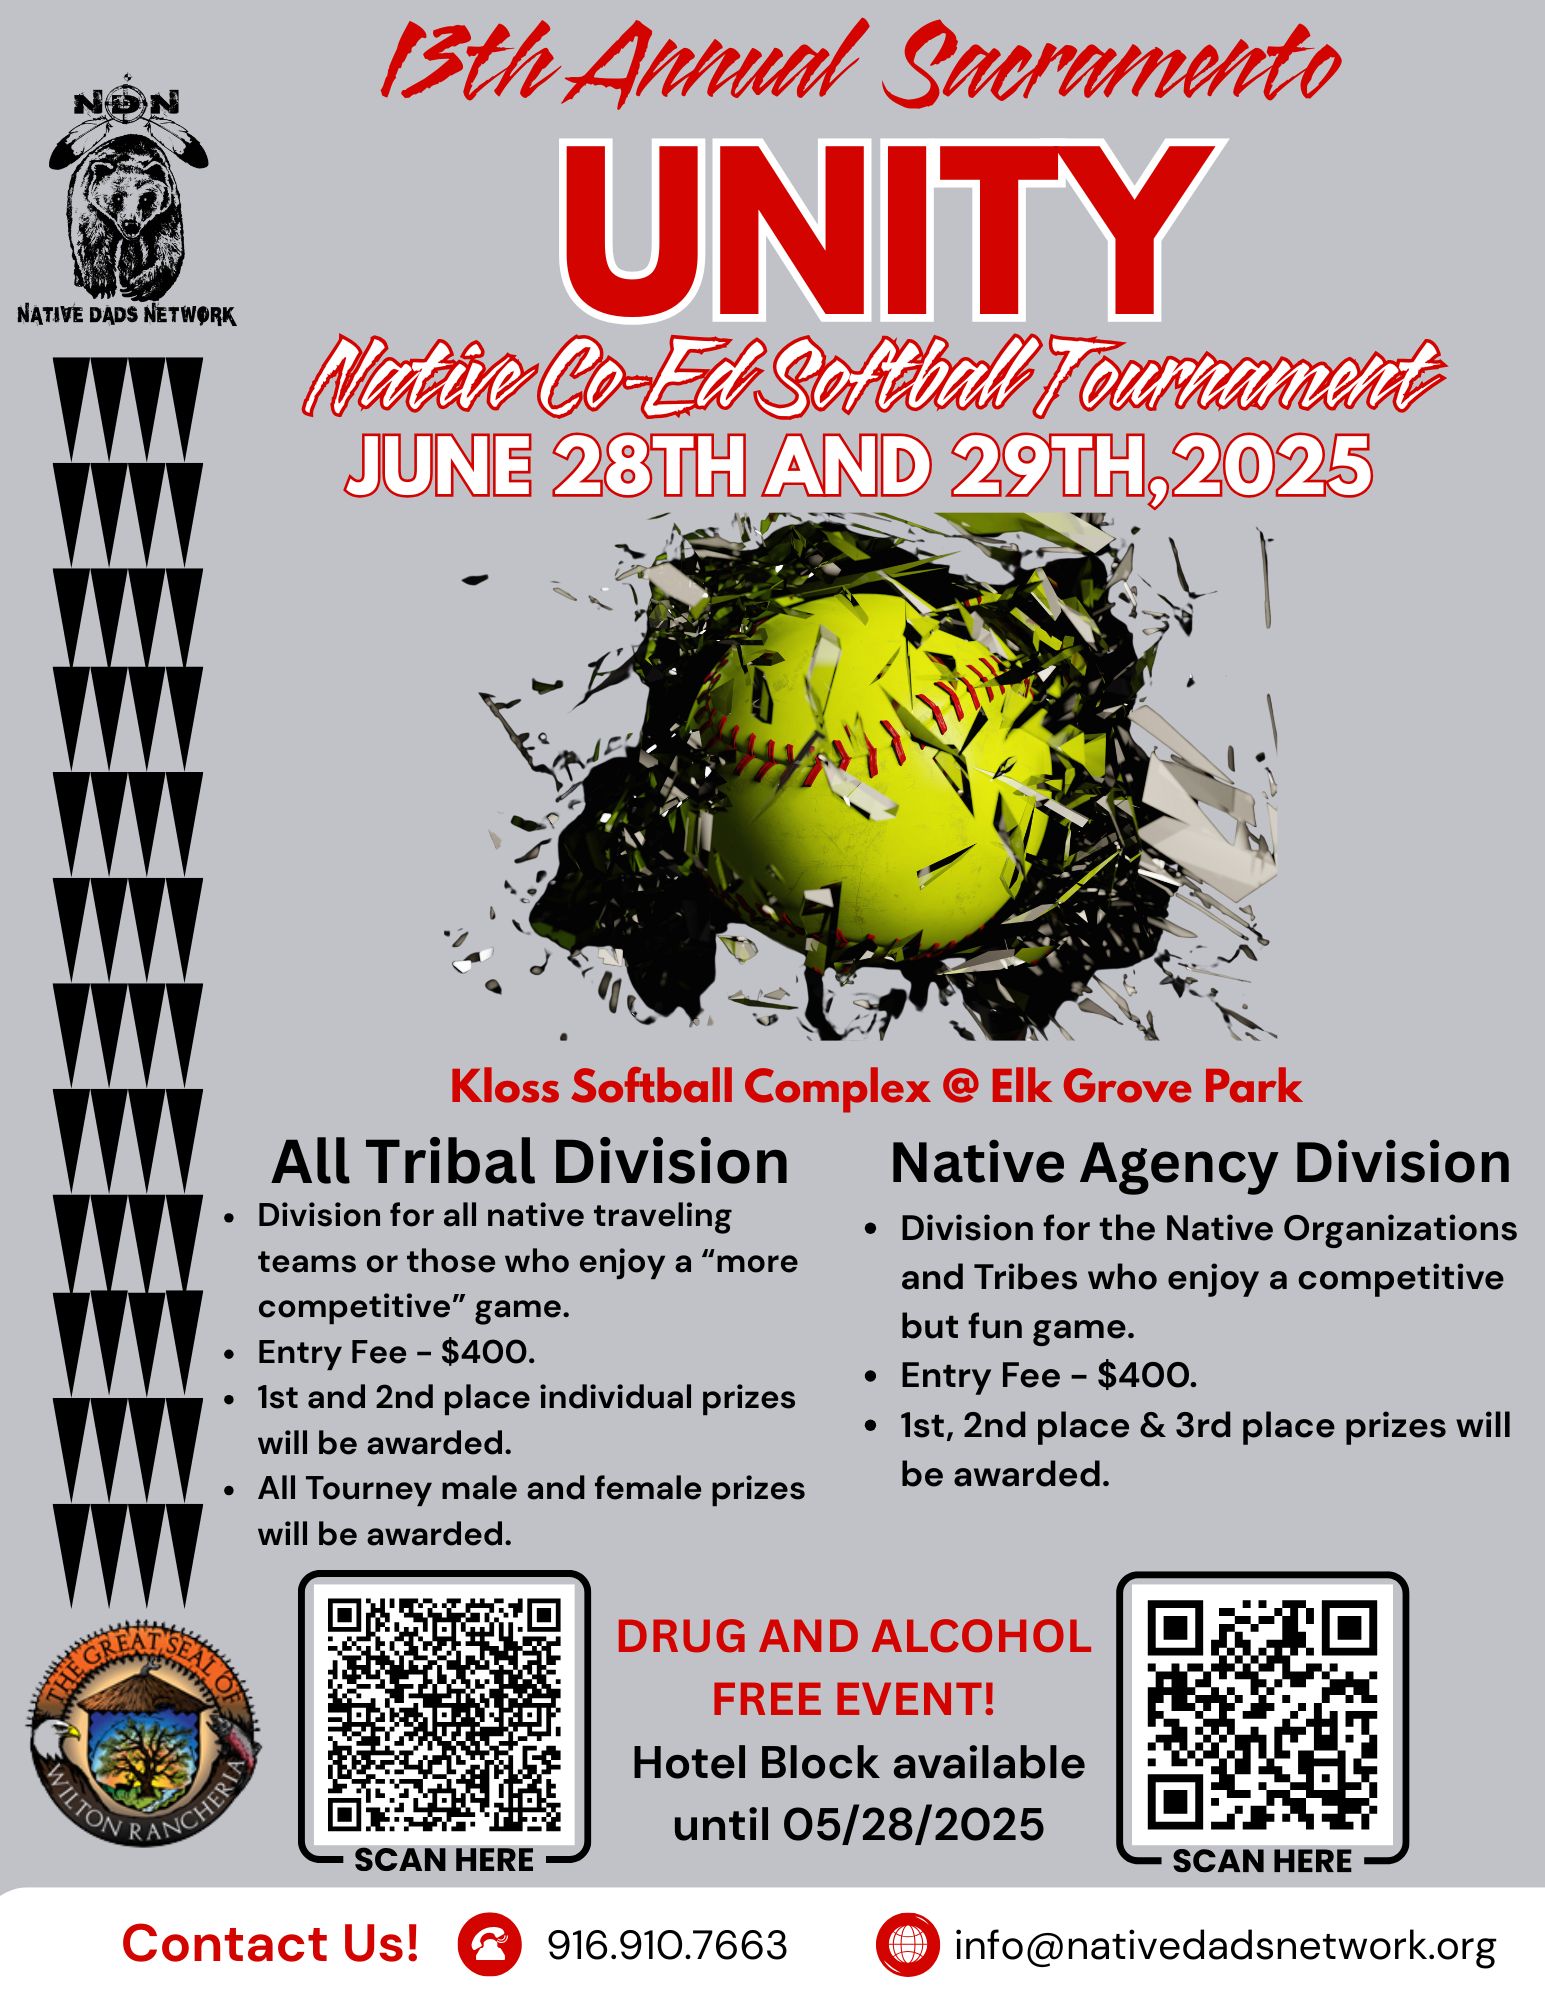 13th Annual Sacramento
NDN
NATIVE DADS NETWORK
UNITY
Native Co-Ed Softball Tournament
JUNE 28TH AND 29TH,2025
Kloss Softball Complex @ Elk Grove Park
All Tribal Division
• Division for all native traveling
teams or those who enjoy a “more
competitive” game.
• Entry Fee - $400.
• 1st and 2nd place individual prizes
will be awarded.
• All Tourney male and female prizes
will be awarded.
Native Agency Division
• Division for the Native Organizations
and Tribes who enjoy a competitive
but fun game.
• Entry Fee - $400.
• 1st, 2nd place & 3rd place prizes will
be awarded.
THE GREAT SEAL OF
WILTON RANCHERIA
SCAN HERE
DRUG AND ALCOHOL
FREE EVENT!
Hotel Block available
until 05/28/2025
SCAN HERE
Contact Us!
916.910.7663
info@nativedadsnetwork.org